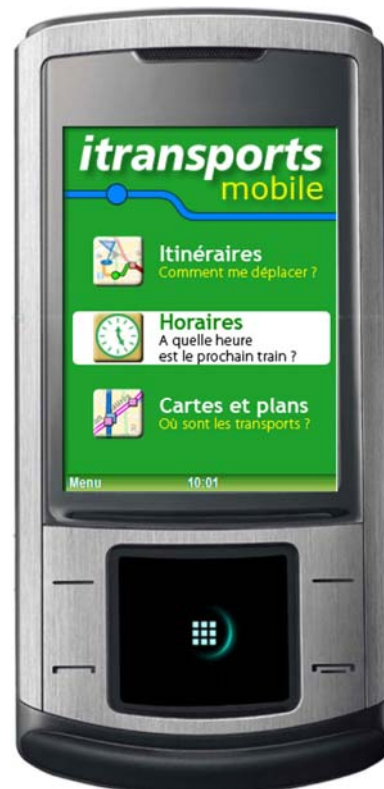 itransports
mobile
Itinéraires
Comment me déplacer ?
Horaires
A quelle heure
est le prochain train ?
Cartes et plans
Où sont les transports ?
Menu 10:01